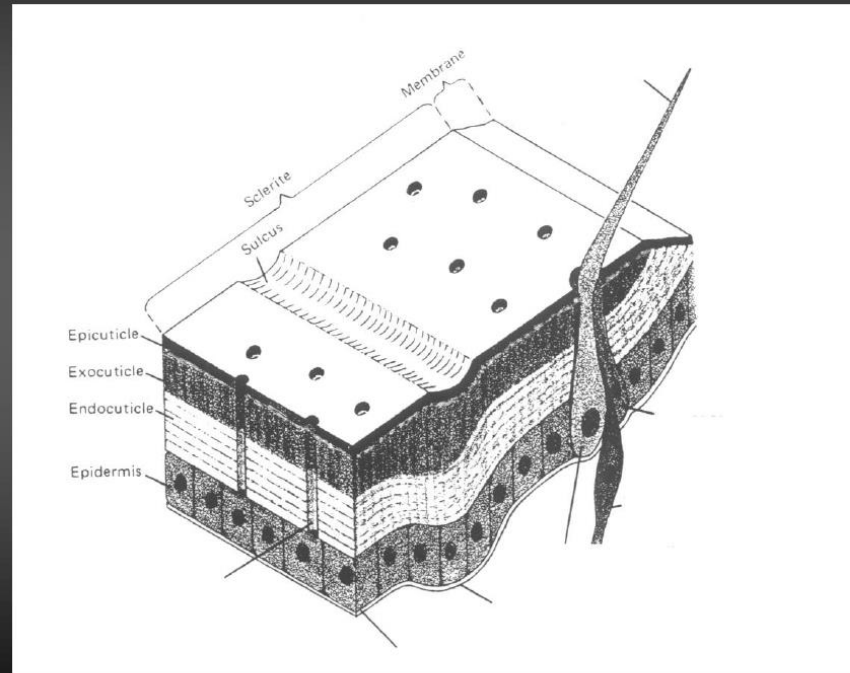 Membrane
Sclerite
Sulcus
Epicuticle
Exocuticle
Endocuticle
Epidermis